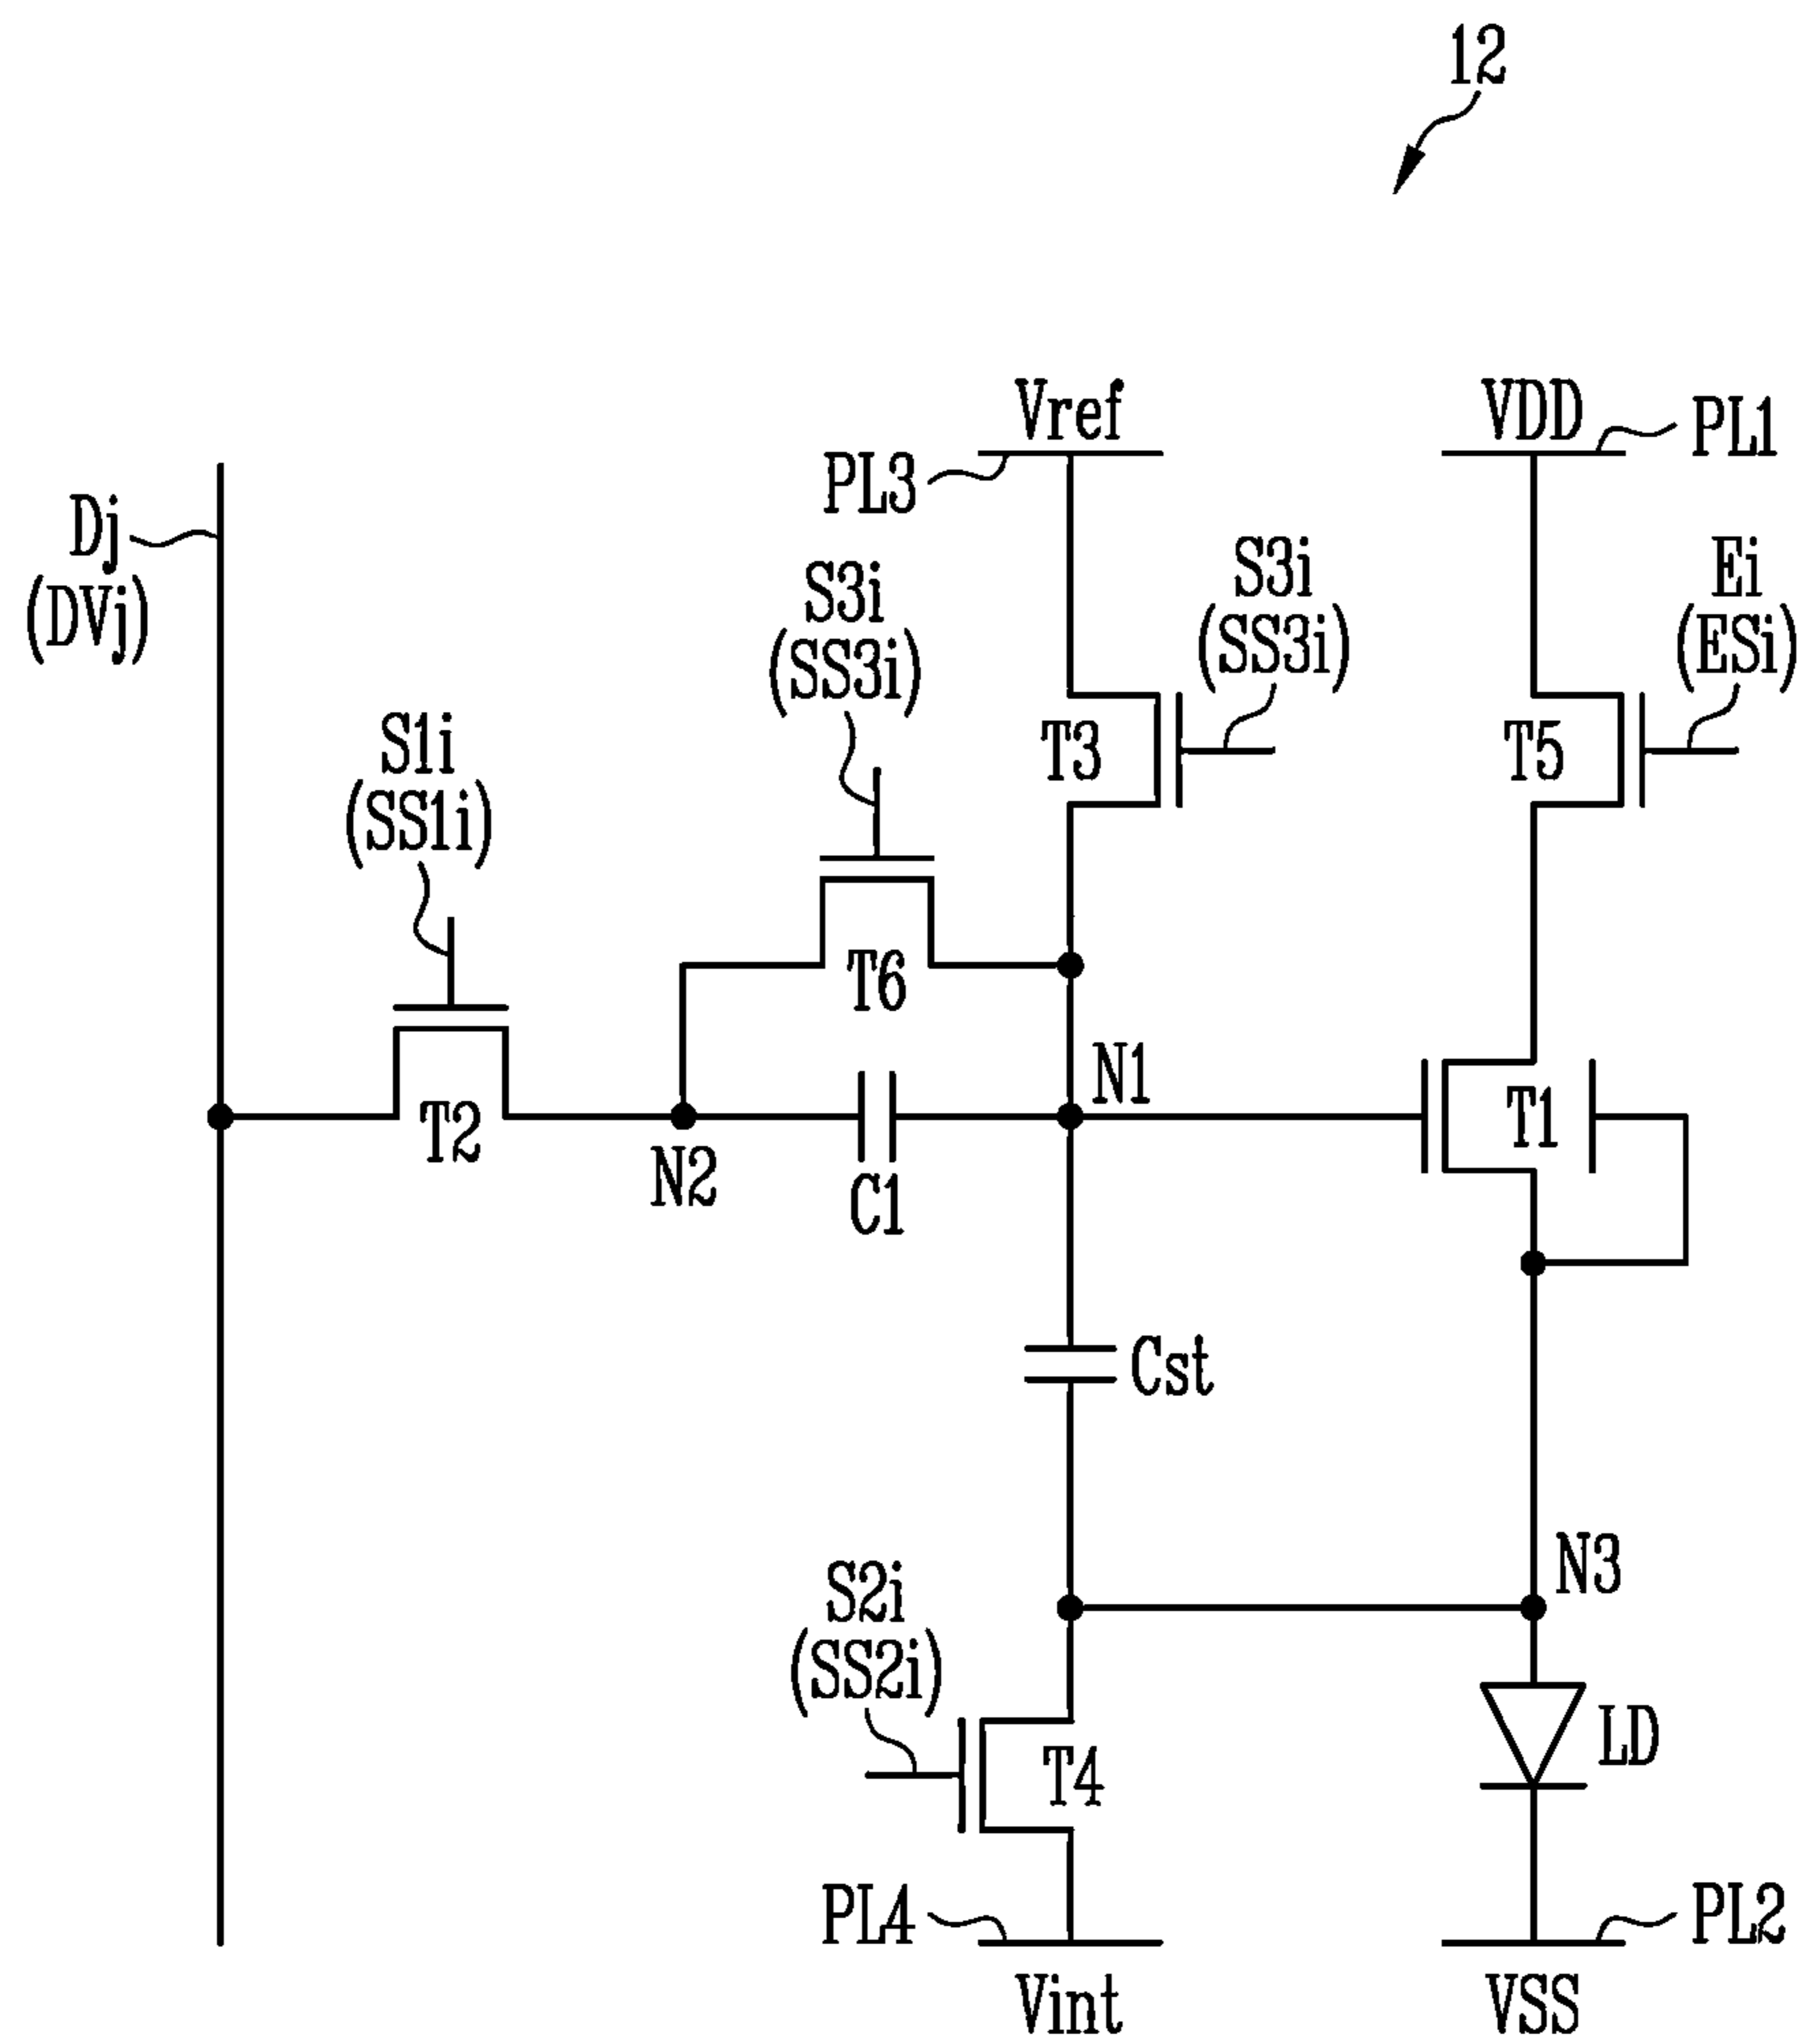 12
Vref
VDD
PL1
PL3
Dj
(DVj)
S3i
(SS3i)
S3i
(SS3i)
Ei
(ESi)
S1i
(SS1i)
T3
T5
T6
N1
T2
N2
C1
T1
Cst
N3
S2i
(SS2i)
T4
LD
PL4
PL2
Vint
VSS